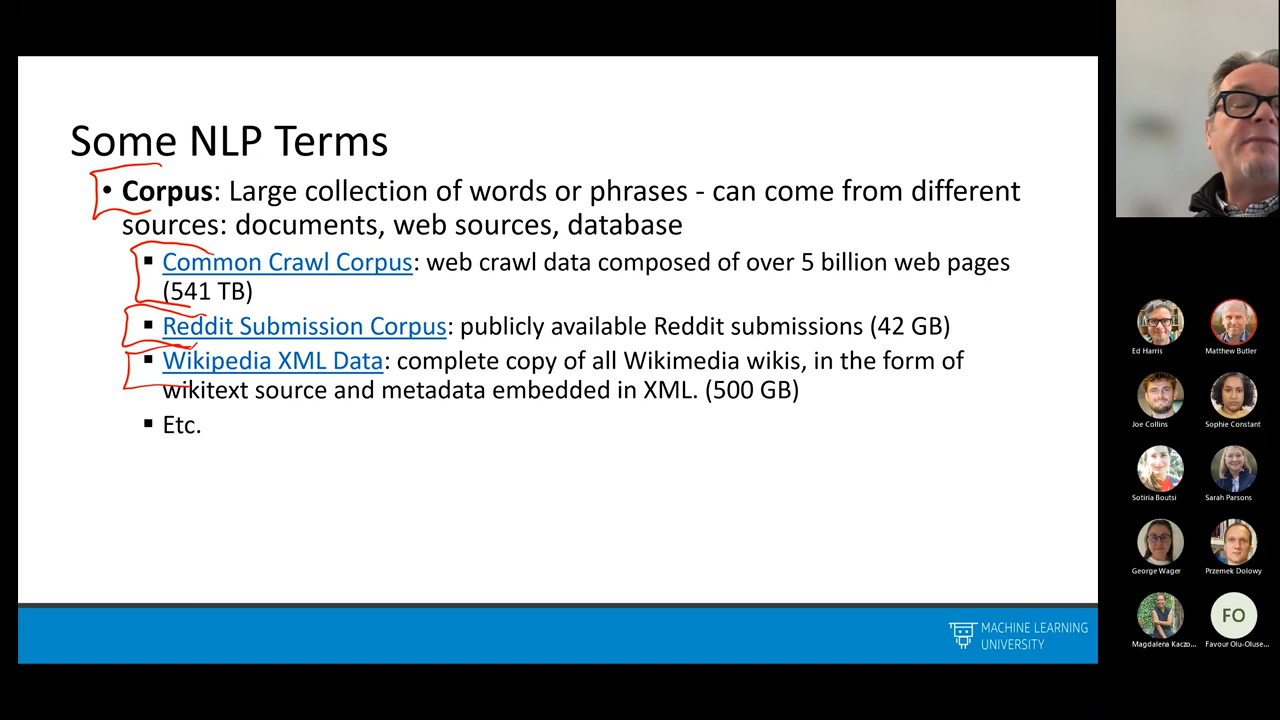 Some NLP Terms
• Corpus: Large collection of words or phrases - can come from different
sources: documents, web sources, database
▪ Common Crawl Corpus: web crawl data composed of over 5 billion web pages
(541 TB)
▪ Reddit Submission Corpus: publicly available Reddit submissions (42 GB)
▪ Wikipedia XML Data: complete copy of all Wikimedia wikis, in the form of
wikitext source and metadata embedded in XML. (500 GB)
▪ Etc.
MACHINE LEARNING
UNIVERSITY
Ed Harris
Matthew Butler
Joe Collins
Sophie Constant
Sotiria Boutsi
Sarah Parsons
George Wager
Przemek Dolowy
FO
Magdalena Kaczo...
Favour Olu-Oluse...